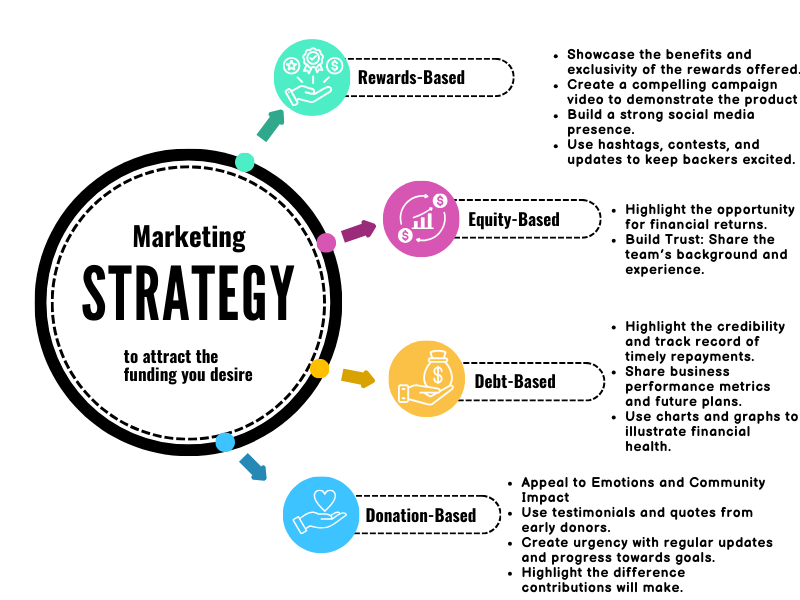 Marketing
STRATEGY
to attract the
funding you desire
Rewards-Based
• Showcase the benefits and
exclusivity of the rewards offered.
• Create a compelling campaign
video to demonstrate the product
• Build a strong social media
presence.
• Use hashtags, contests, and
updates to keep backers excited.
Equity-Based
• Highlight the opportunity
for financial returns.
• Build Trust: Share the
team's background and
experience.
Debt-Based
• Highlight the credibility
and track record of
timely repayments.
• Share business
performance metrics
and future plans.
• Use charts and graphs to
illustrate financial
health.
Donation-Based
• Appeal to Emotions and Community
Impact
• Use testimonials and quotes from
early donors.
• Create urgency with regular updates
and progress towards goals.
• Highlight the difference
contributions will make.